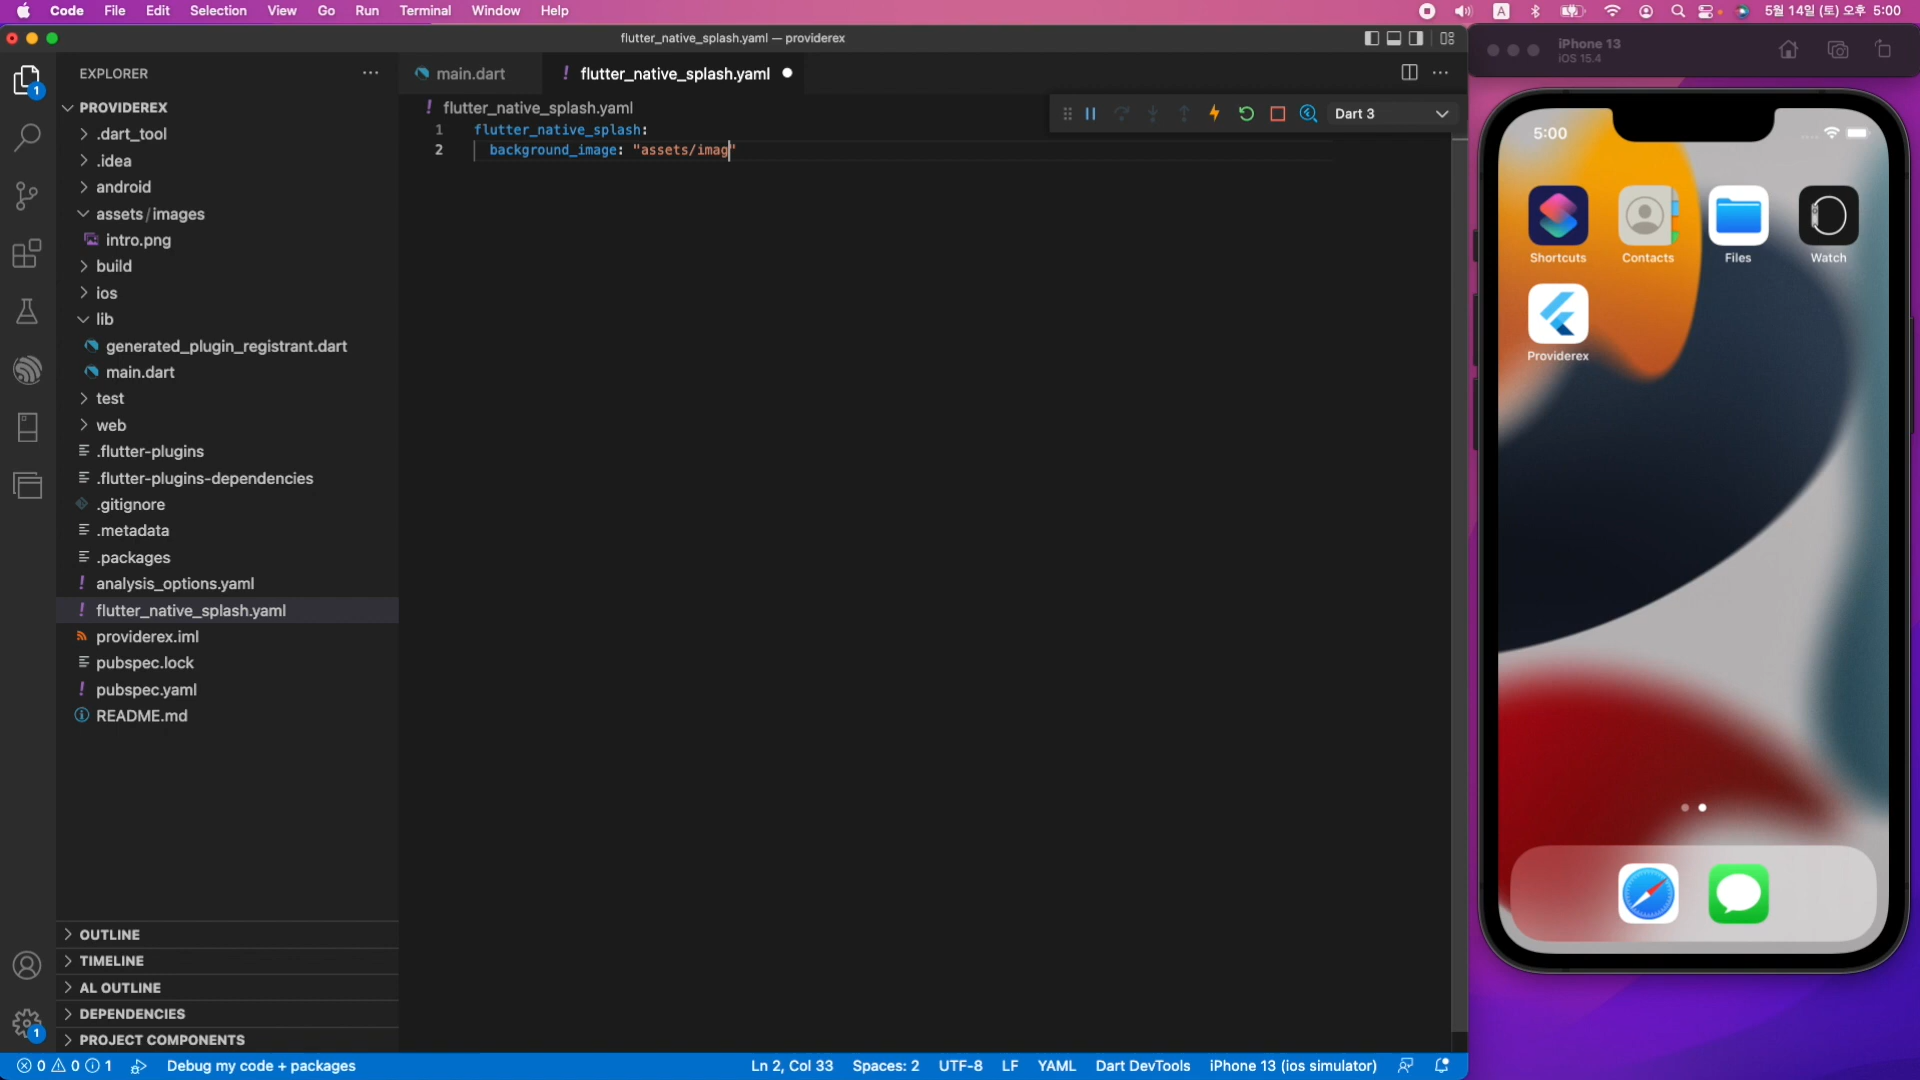 Code File Edit Selection View Go Run Terminal Window Help
A
5월 14일 (토) 오후 5:00
flutter_native_splash.yaml — providerex
EXPLORER
PROVIDEREX
.dart_tool
.idea
android
assets / images
intro.png
build
ios
lib
generated_plugin_registrant.dart
main.dart
test
web
.flutter-plugins
.flutter-plugins-dependencies
.gitignore
.metadata
.packages
! analysis_options.yaml
! flutter_native_splash.yaml
providerex.iml
pubspec.lock
! pubspec.yaml
README.md
OUTLINE
TIMELINE
AL OUTLINE
DEPENDENCIES
PROJECT COMPONENTS
1
1
main.dart
! flutter_native_splash.yaml
! flutter_native_splash.yaml
Dart 3
1 flutter_native_splash:
2 background_image: "assets/imag"
0 0 1 Debug my code + packages
Ln 2, Col 33 Spaces: 2 UTF-8 LF YAML Dart DevTools iPhone 13 (ios simulator)
iPhone 13
iOS 15.4
5:00
Shortcuts Contacts Files Watch
Providerex